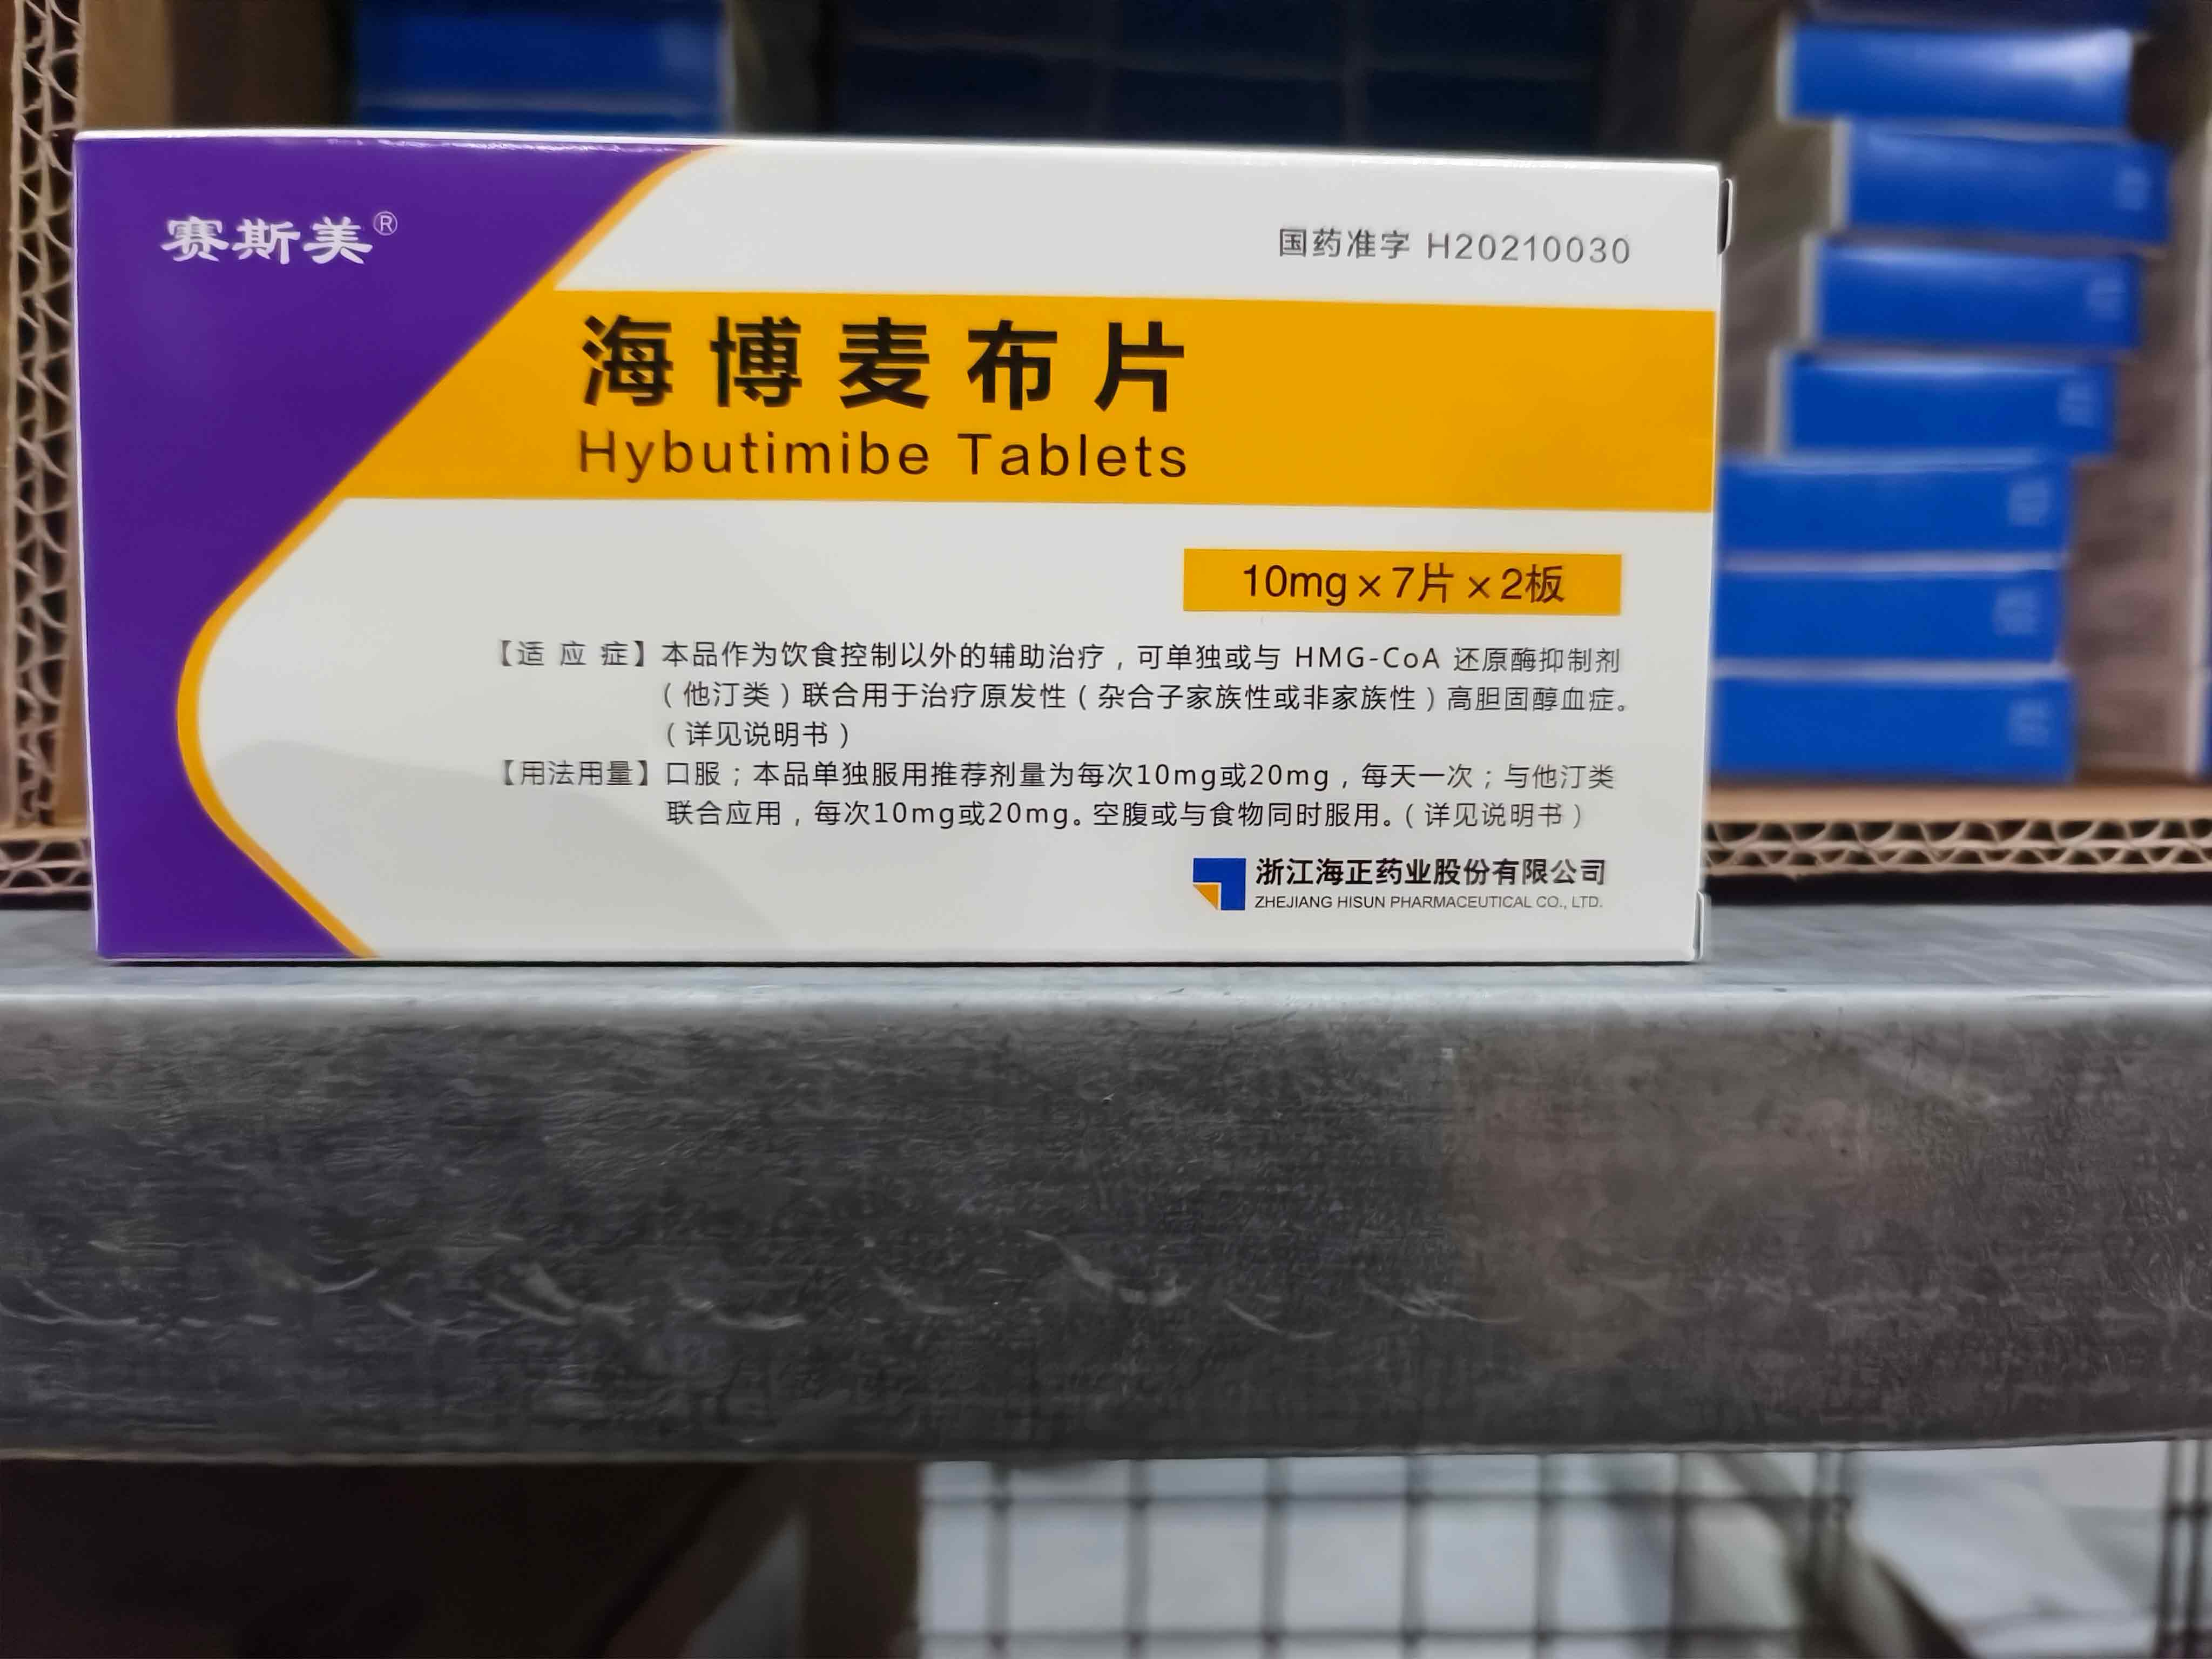 赛斯美®
国药准字 H20210030
海博麦布片
Hybutimibe Tablets
10mg×7片×2板
【适 应 症】本品作为饮食控制以外的辅助治疗，可单独或与 HMG-CoA 还原酶抑制剂
（他汀类）联合用于治疗原发性（杂合子家族性或非家族性）高胆固醇血症。
（详见说明书）
【用法用量】口服；本品单独服用推荐剂量为每次10mg或20mg，每天一次；与他汀类
联合应用，每次10mg或20mg。空腹或与食物同时服用。（详见说明书）
浙江海正药业股份有限公司
ZHEJIANG HISUN PHARMACEUTICAL CO., LTD.